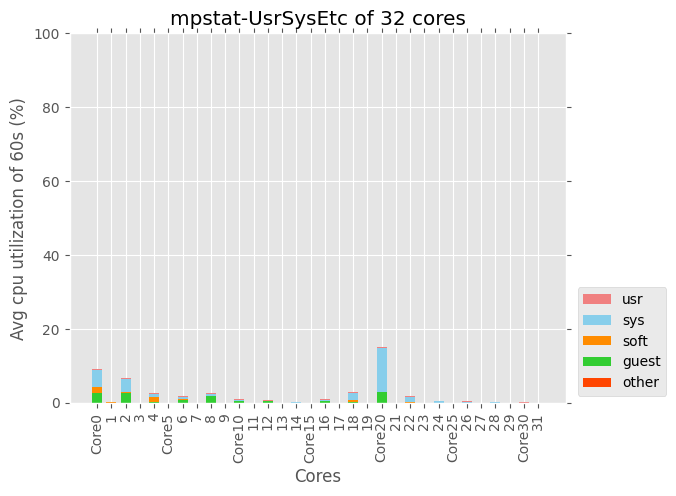 mpstat-UsrSysEtc of 32 cores
Avg cpu utilization of 60s (%)
100
80
60
40
20
0
Core0
1
2
3
4
Core5
6
7
8
9
Core10
11
12
13
14
Core15
16
17
18
19
Core20
21
22
23
24
Core25
26
27
28
29
Core30
31
Cores
usr
sys
soft
guest
other